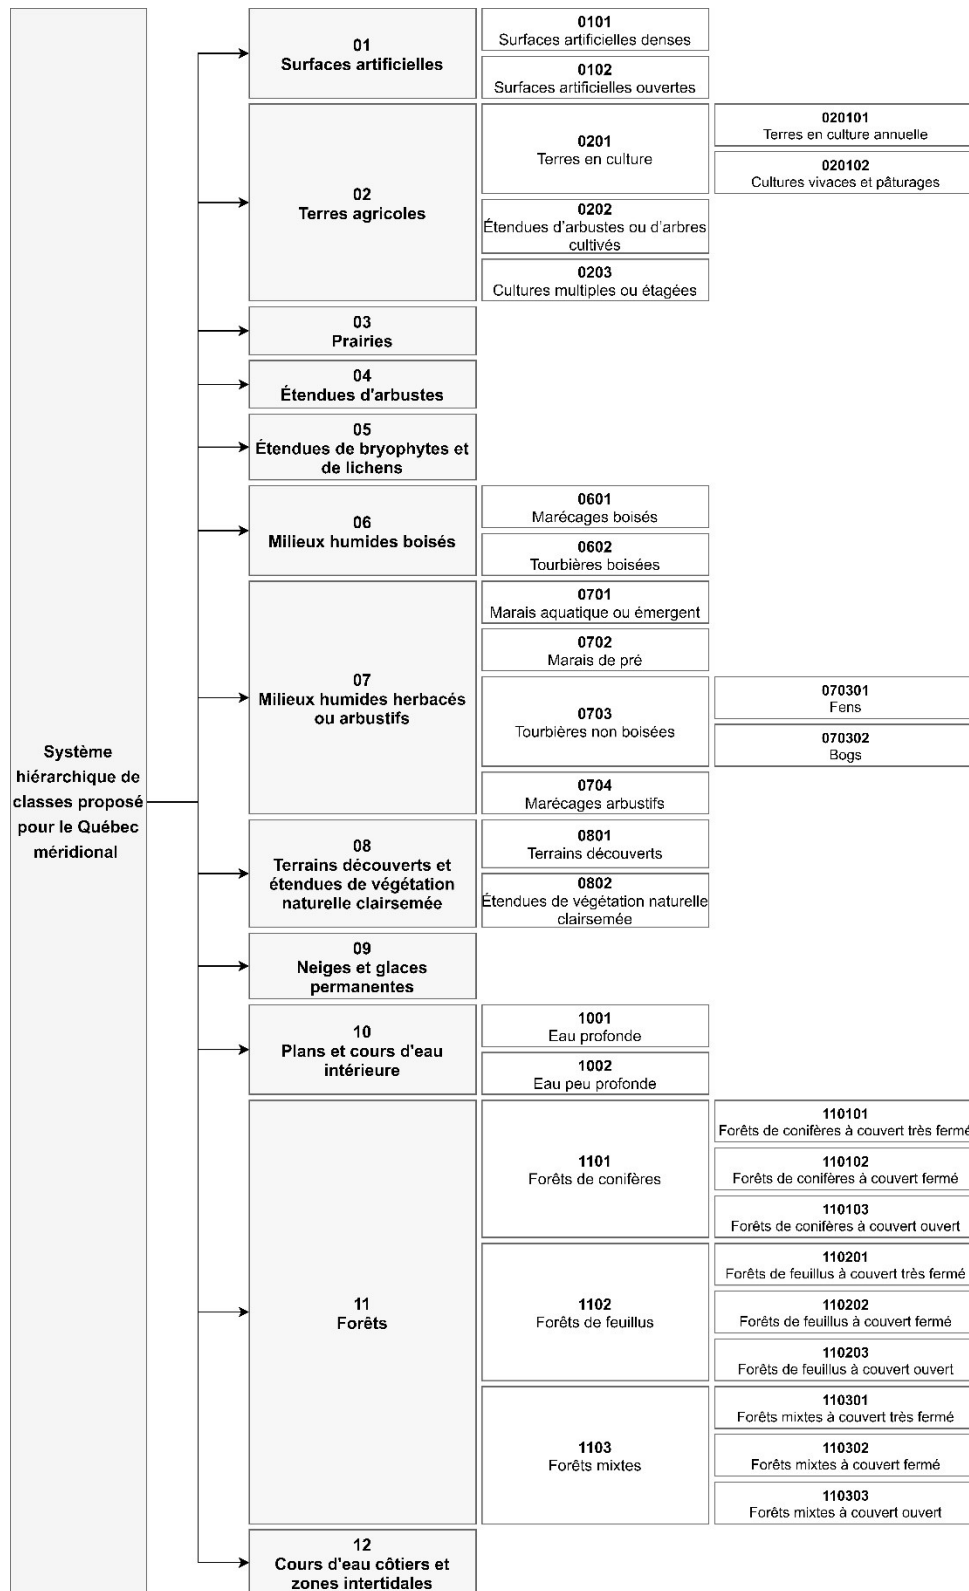 Système
hiérarchique de
classes proposé
pour le Québec
méridional
01
Surfaces artificielles
0101
Surfaces artificielles denses
0102
Surfaces artificielles ouvertes
02
Terres agricoles
0201
Terres en culture
020101
Terres en culture annuelle
020102
Cultures vivaces et pâturages
0202
Étendues d'arbustes ou d'arbres
cultivés
0203
Cultures multiples ou étagées
03
Prairies
04
Étendues d'arbustes
05
Étendues de bryophytes et
de lichens
06
Milieux humides boisés
0601
Marécages boisés
0602
Tourbières boisées
07
Milieux humides herbacés
ou arbustifs
0701
Marais aquatique ou émergent
0702
Marais de pré
0703
Tourbières non boisées
070301
Fens
070302
Bogs
0704
Marécages arbustifs
08
Terrains découverts et
étendues de végétation
naturelle clairsemée
0801
Terrains découverts
0802
Étendues de végétation naturelle
clairsemée
09
Neiges et glaces
permanentes
10
Plans et cours d'eau
intérieure
1001
Eau profonde
1002
Eau peu profonde
11
Forêts
1101
Forêts de conifères
110101
Forêts de conifères à couvert très fermé
110102
Forêts de conifères à couvert fermé
110103
Forêts de conifères à couvert ouvert
1102
Forêts de feuillus
110201
Forêts de feuillus à couvert très fermé
110202
Forêts de feuillus à couvert fermé
110203
Forêts de feuillus à couvert ouvert
1103
Forêts mixtes
110301
Forêts mixtes à couvert très fermé
110302
Forêts mixtes à couvert fermé
110303
Forêts mixtes à couvert ouvert
12
Cours d'eau côtiers et
zones intertidales